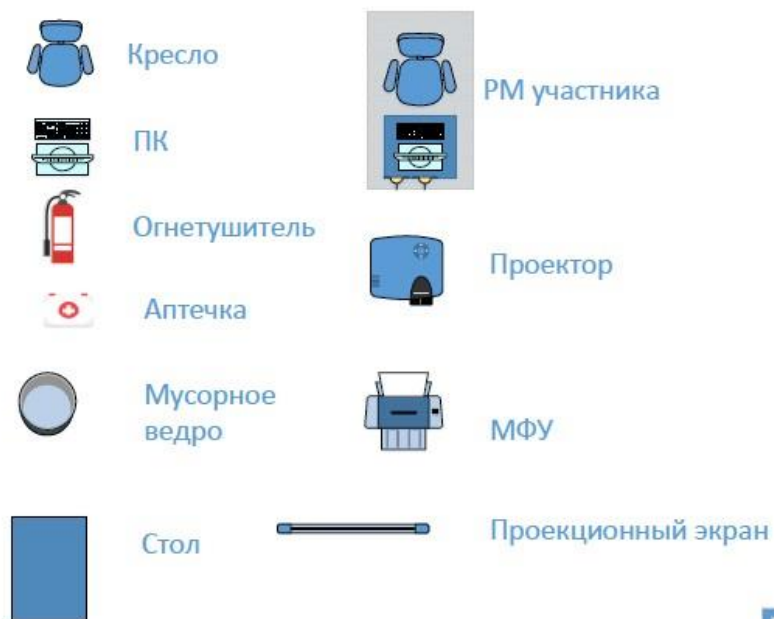 Кресло
РМ участника
ПК
Огнетушитель
Проектор
Аптечка
Мусорное
ведро
МФУ
Стол
Проекционный экран